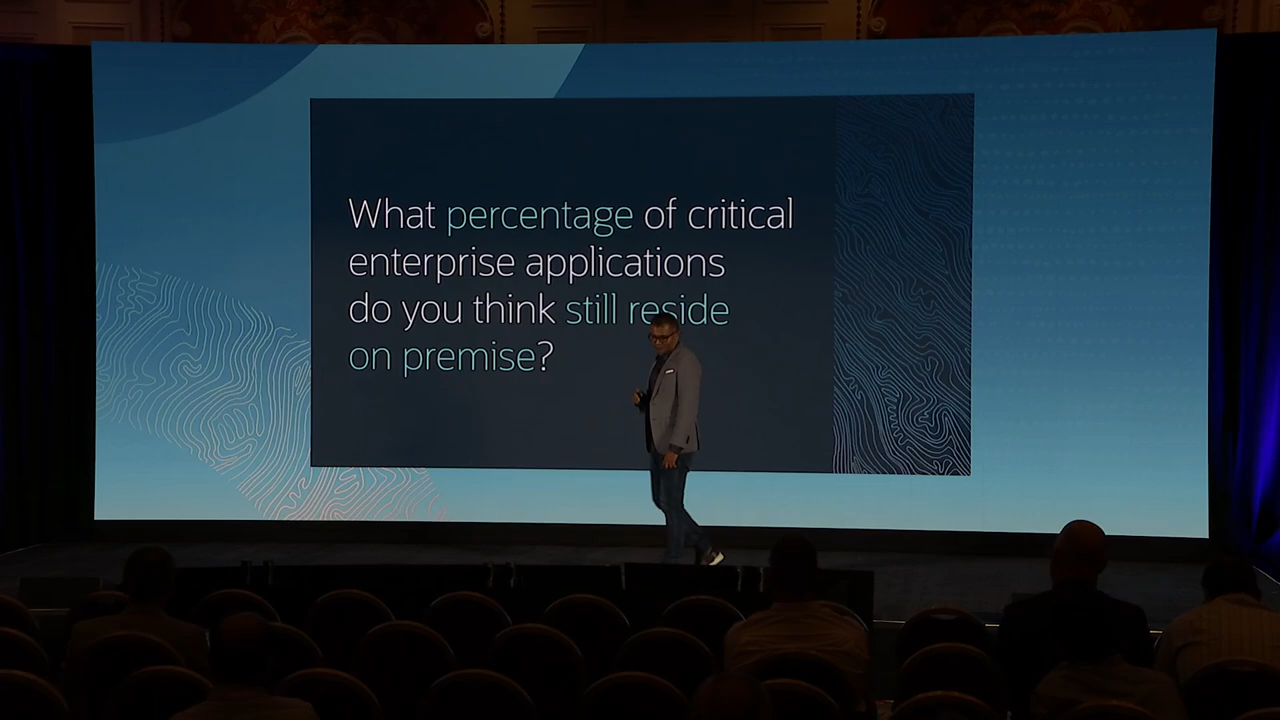 What percentage of critical
enterprise applications
do you think still reside
on premise?